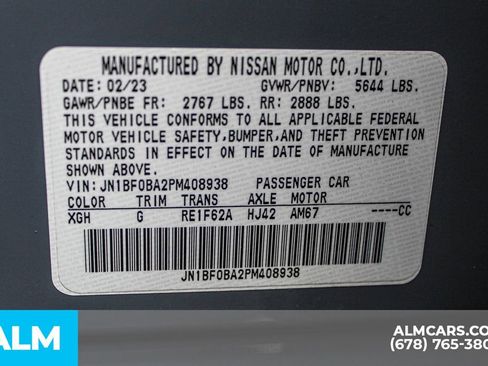 MANUFACTURED BY NISSAN MOTOR CO.,LTD.
DATE: 02/23 GVWR/PNBV: 5644 LBS.
GAWR/PNBE FR: 2767 LBS. RR: 2888 LBS.
THIS VEHICLE CONFORMS TO ALL APPLICABLE FEDERAL
MOTOR VEHICLE SAFETY,BUMPER,AND THEFT PREVENTION
STANDARDS IN EFFECT ON THE DATE OF MANUFACTURE
SHOWN ABOVE.
VIN: JN1BF0BA2PM408938 PASSENGER CAR
COLOR TRIM TRANS AXLE MOTOR
XGH G RE1F62A HJ42 AM67 ----CC
JN1BF0BA2PM408938
ALM
ALMCARS.CO
(678) 765-380